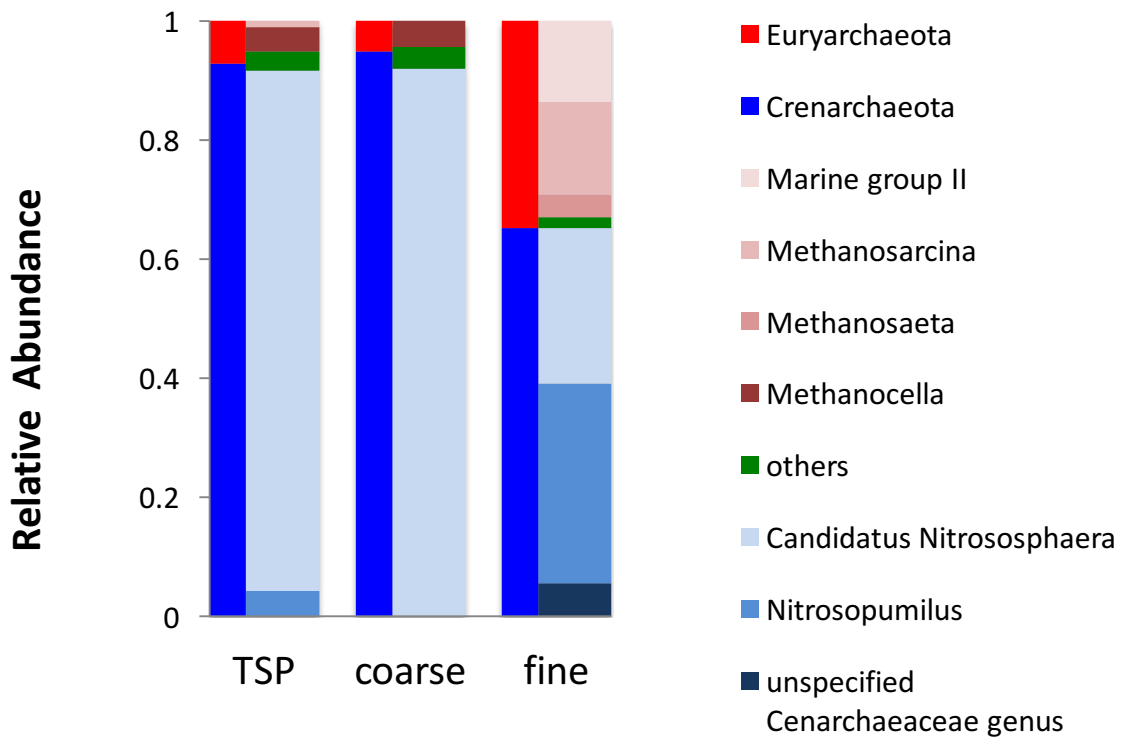 Relative Abundance
1
0.8
0.6
0.4
0.2
0
TSP
coarse
fine
Euryarchaeota
Crenarchaeota
Marine group II
Methanosarcina
Methanosaeta
Methanocella
others
Candidatus Nitrososphaera
Nitrosopumilus
unspecified
Cenarchaeaceae genus